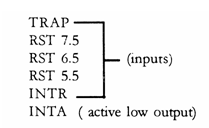 TRAP
RST 7.5
RST 6.5 (inputs)
RST 5.5
INTR
INTA ( active low output)